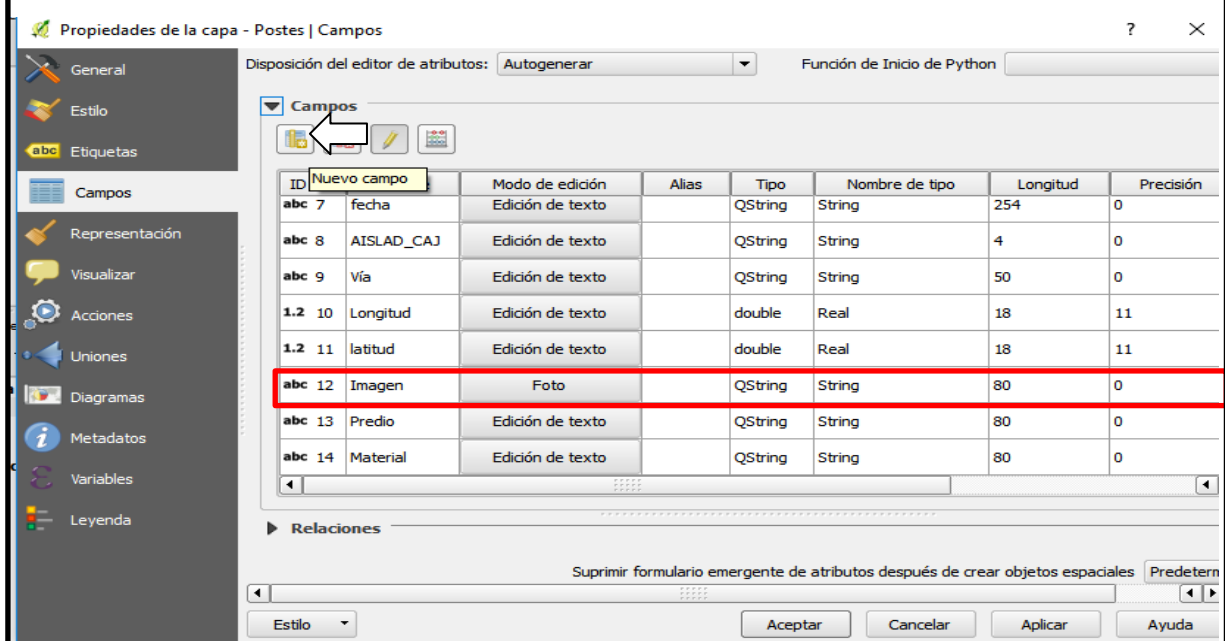 Propiedades de la capa - Postes | Campos ? ×
General
Estilo
abc Etiquetas
Campos
Representación
Visualizar
Acciones
Uniones
Diagramas
Metadatos
Variables
Leyenda
Disposición del editor de atributos: Autogenerar Función de Inicio de Python
Campos
Nuevo campo
ID Modo de edición Alias Tipo Nombre de tipo Longitud Precisión
abc 7 fecha Edición de texto QString String 254 0
abc 8 AISLAD_CAJ Edición de texto QString String 4 0
abc 9 Vía Edición de texto QString String 50 0
1.2 10 Longitud Edición de texto double Real 18 11
1.2 11 latitud Edición de texto double Real 18 11
abc 12 Imagen Foto QString String 80 0
abc 13 Predio Edición de texto QString String 80 0
abc 14 Material Edición de texto QString String 80 0
Relaciones
Suprimir formulario emergente de atributos después de crear objetos espaciales Predeterm
Estilo Aceptar Cancelar Aplicar Ayuda